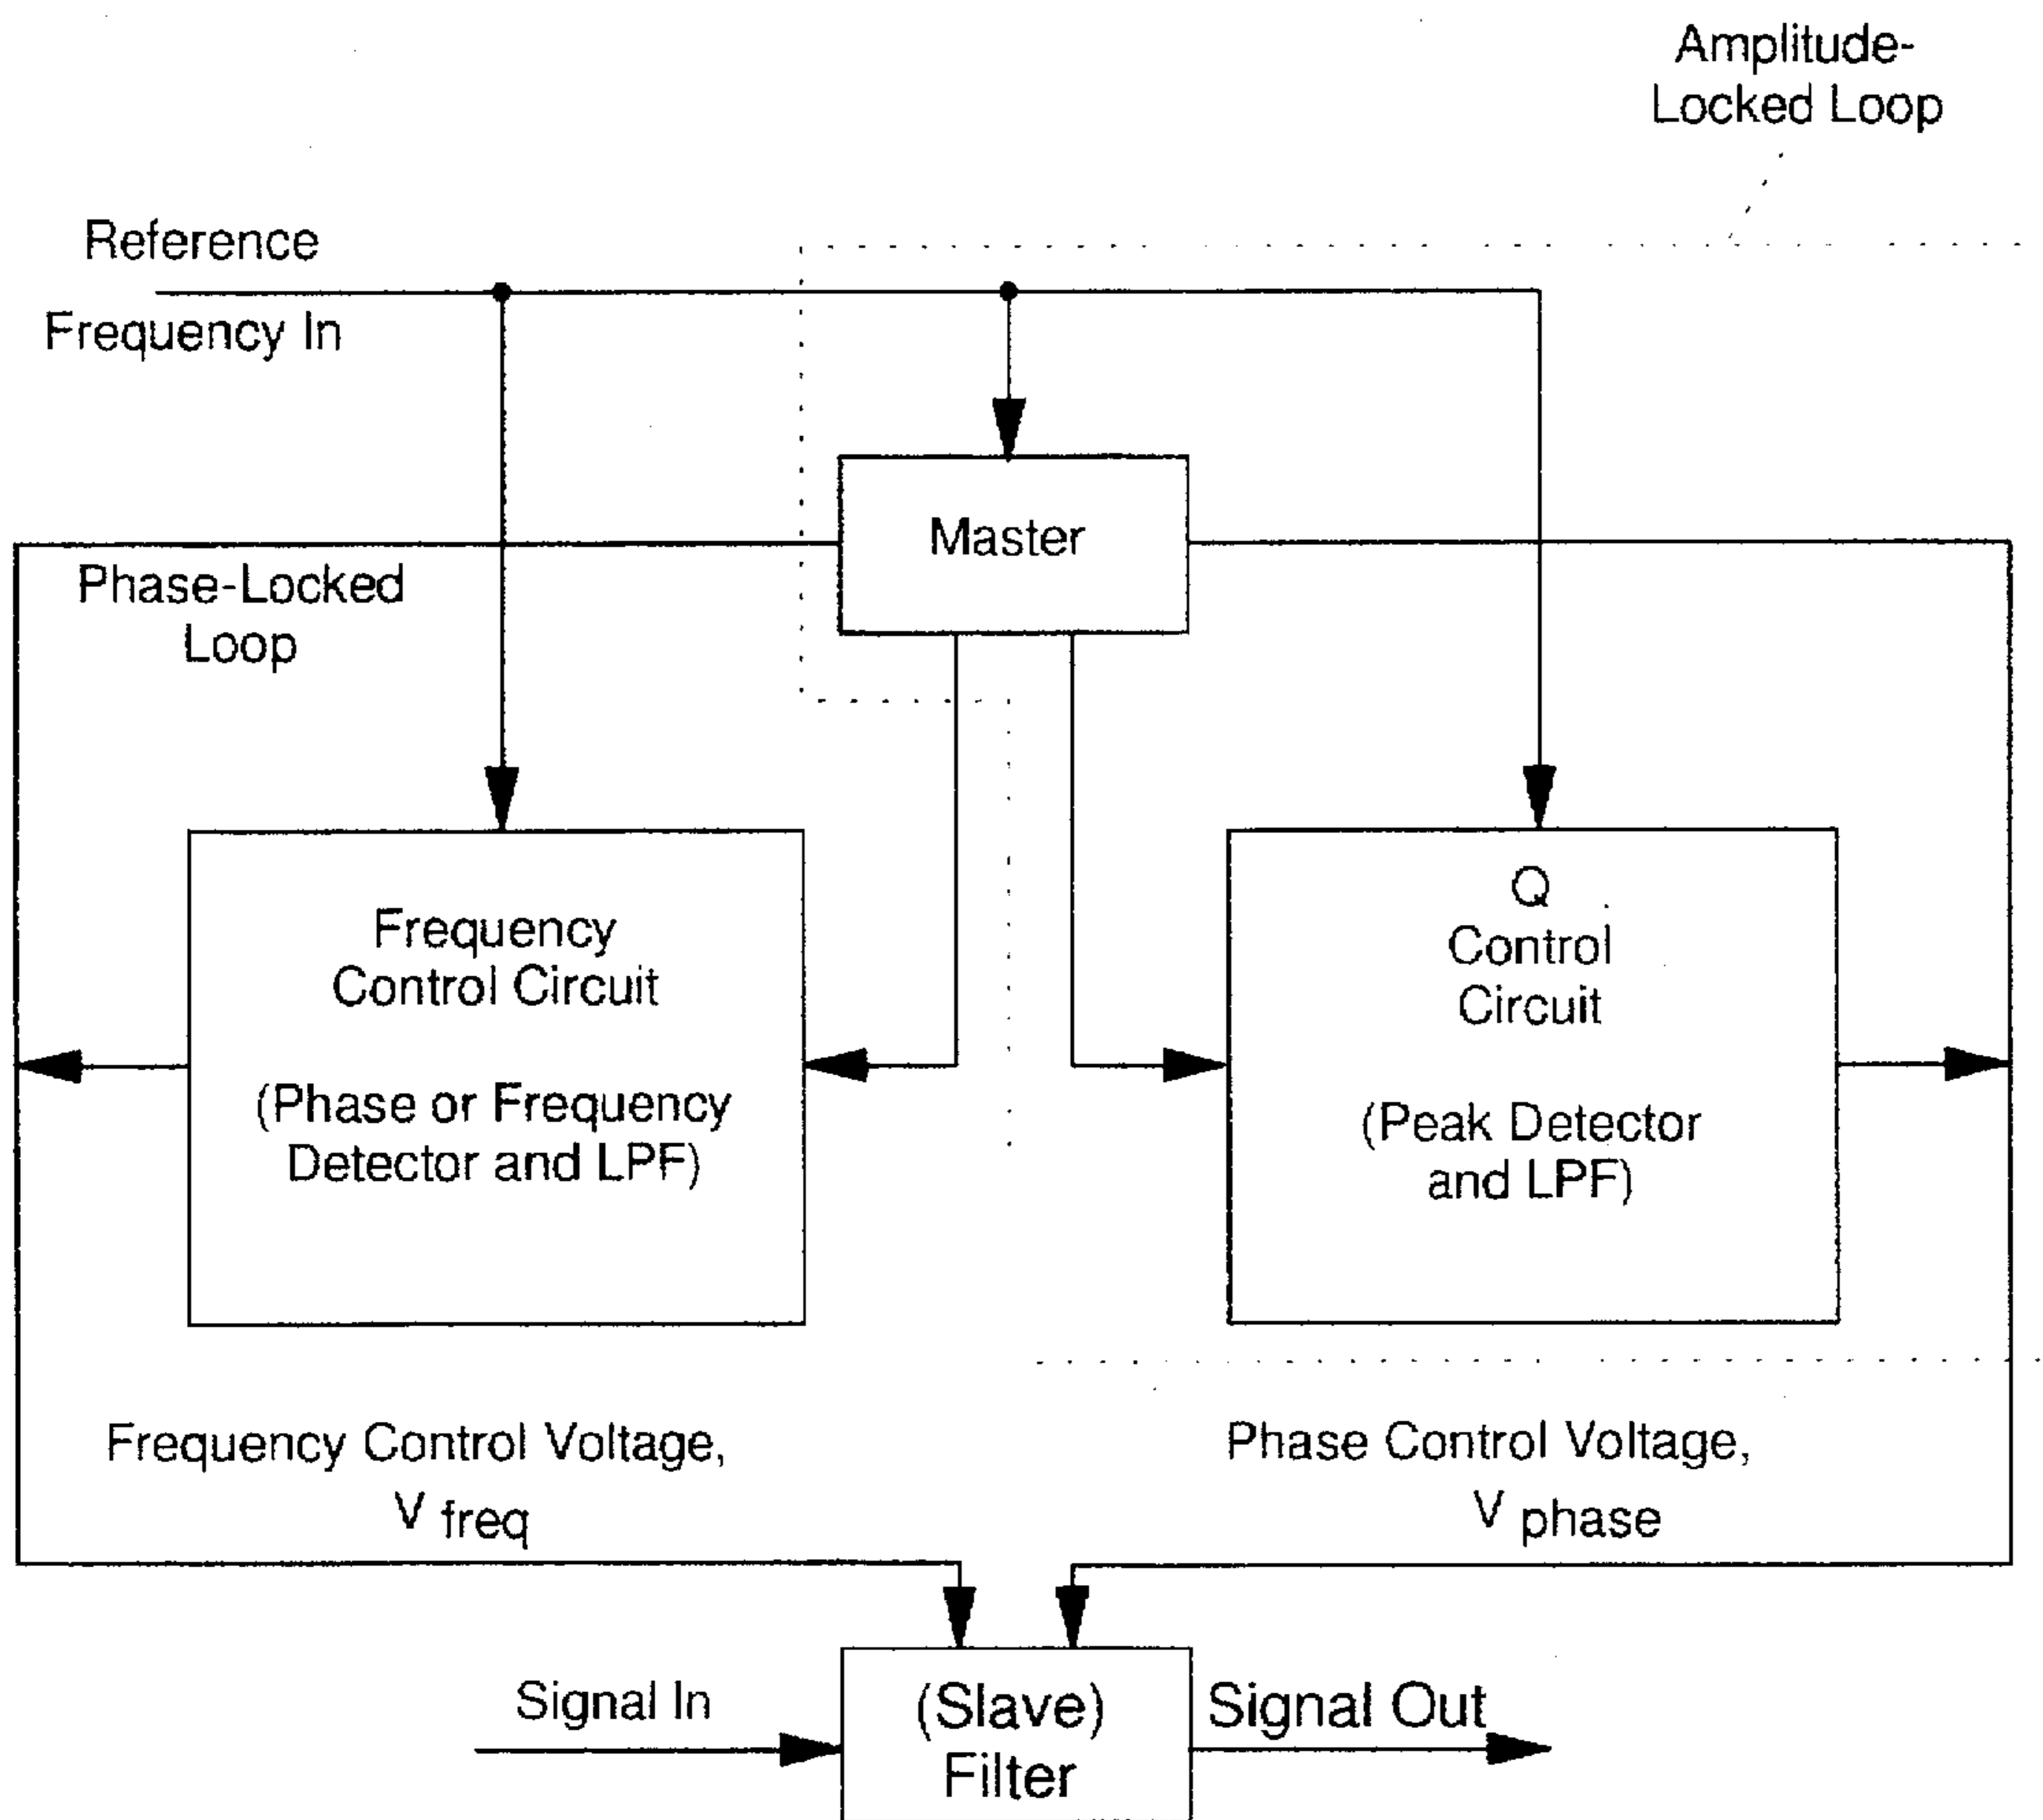 Amplitude-
Locked Loop
Reference
Frequency In
Master
Phase-Locked
Loop
Frequency
Control Circuit
(Phase or Frequency
Detector and LPF)
Q
Control
Circuit
(Peak Detector
and LPF)
Frequency Control Voltage,
V freq
Phase Control Voltage,
V phase
Signal In
(Slave)
Filter
Signal Out